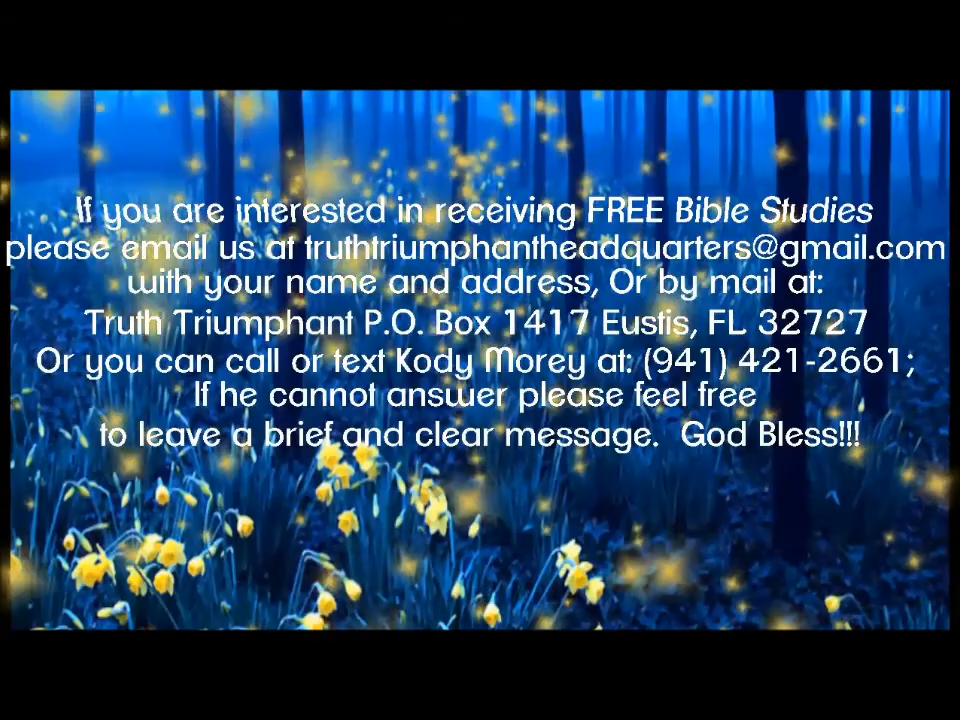 If you are interested in receiving FREE Bible Studies
please email us at truthtriumphantheadquarters@gmail.com
with your name and address, Or by mail at:
Truth Triumphant P.O. Box 1417 Eustis, FL 32727
Or you can call or text Kody Morey at: (941) 421-2661;
If he cannot answer please feel free
to leave a brief and clear message.  God Bless!!!